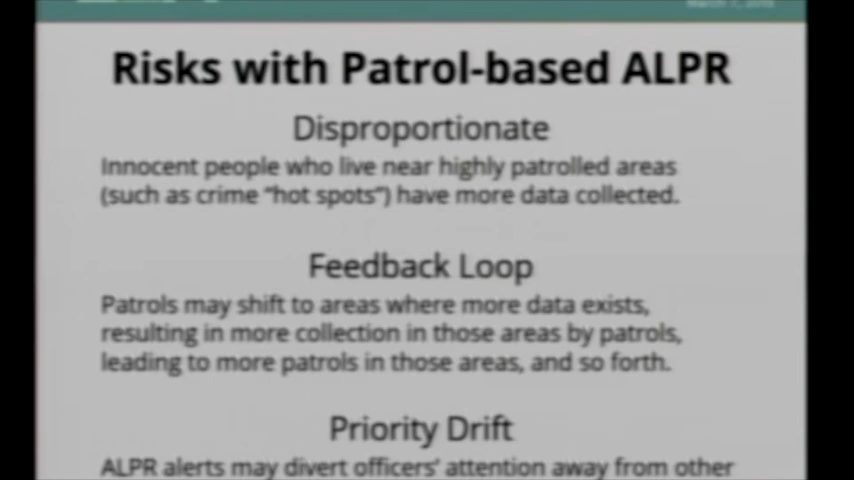 Risks with Patrol-based ALPR
Disproportionate
Innocent people who live near highly patrolled areas
(such as crime “hot spots”) have more data collected.
Feedback Loop
Patrols may shift to areas where more data exists,
resulting in more collection in those areas by patrols,
leading to more patrols in those areas, and so forth.
Priority Drift
ALPR alerts may divert officers’ attention away from other